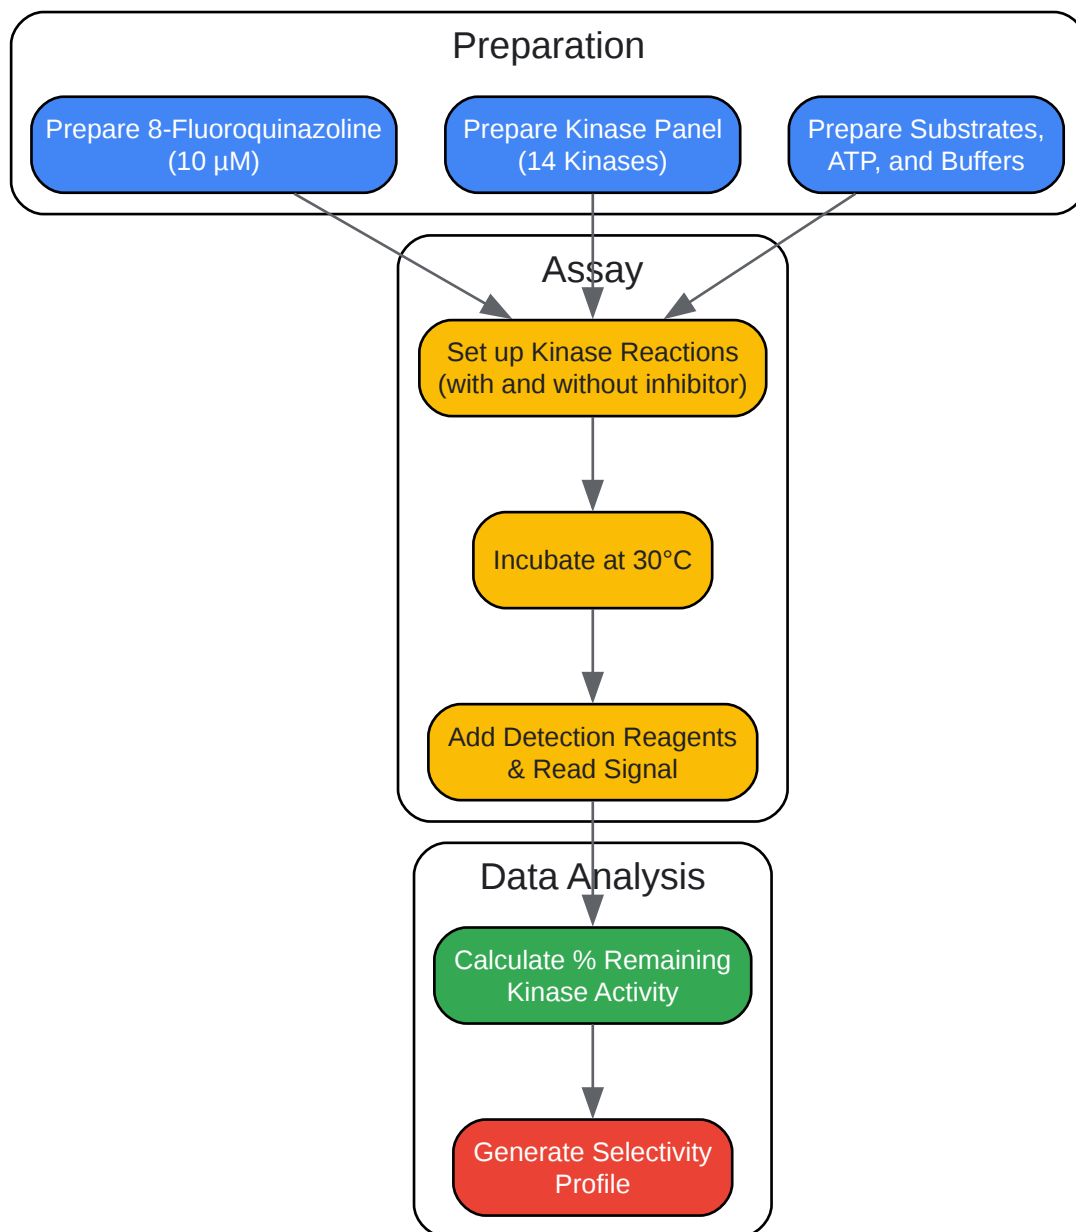 Preparation
Prepare 8-Fluoroquinazoline
(10 µM)
Prepare Kinase Panel
(14 Kinases)
Prepare Substrates,
ATP, and Buffers
Assay
Set up Kinase Reactions
(with and without inhibitor)
Incubate at 30°C
Add Detection Reagents
& Read Signal
Data Analysis
Calculate % Remaining
Kinase Activity
Generate Selectivity
Profile